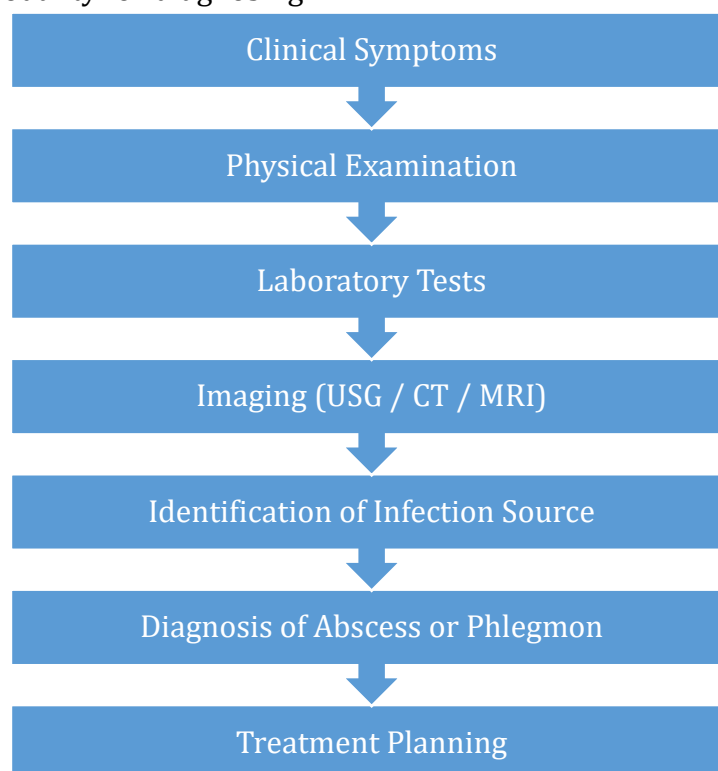 Clinical Symptoms
Physical Examination
Laboratory Tests
Imaging (USG / CT / MRI)
Identification of Infection Source
Diagnosis of Abscess or Phlegmon
Treatment Planning